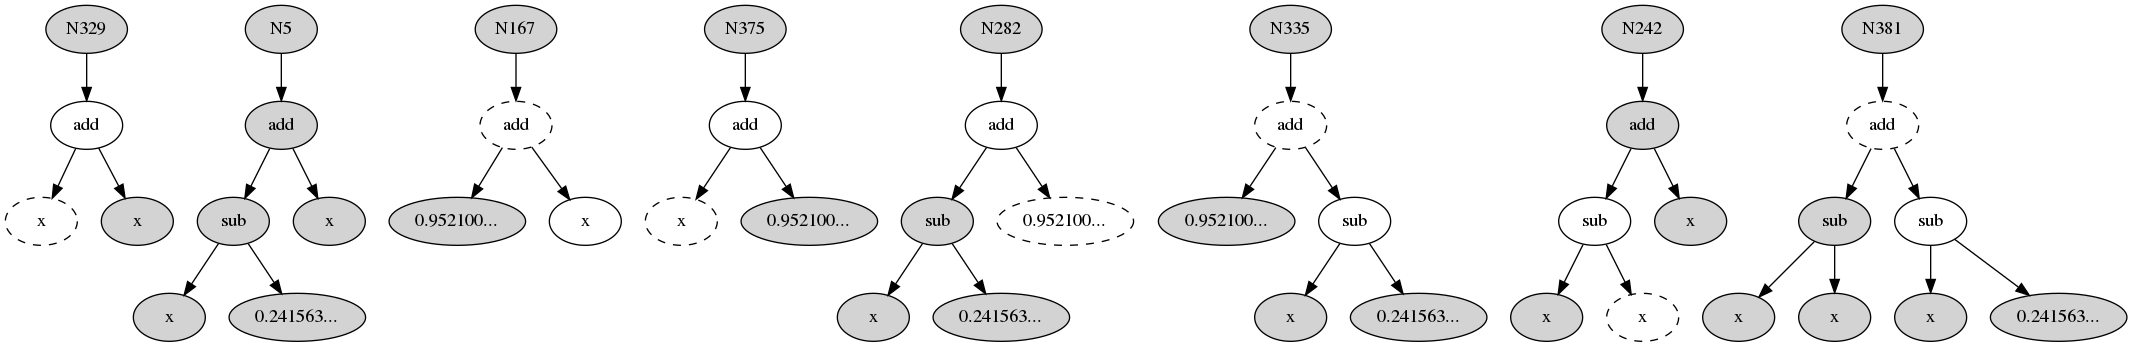 N329 N5 N167 N375 N282 N335 N242 N381
add add add add add add add add
x x sub x 0.952100... x x 0.952100... sub 0.952100... 0.952100... sub sub x sub sub
x 0.241563... x 0.241563... x 0.241563... x x x x x 0.241563...